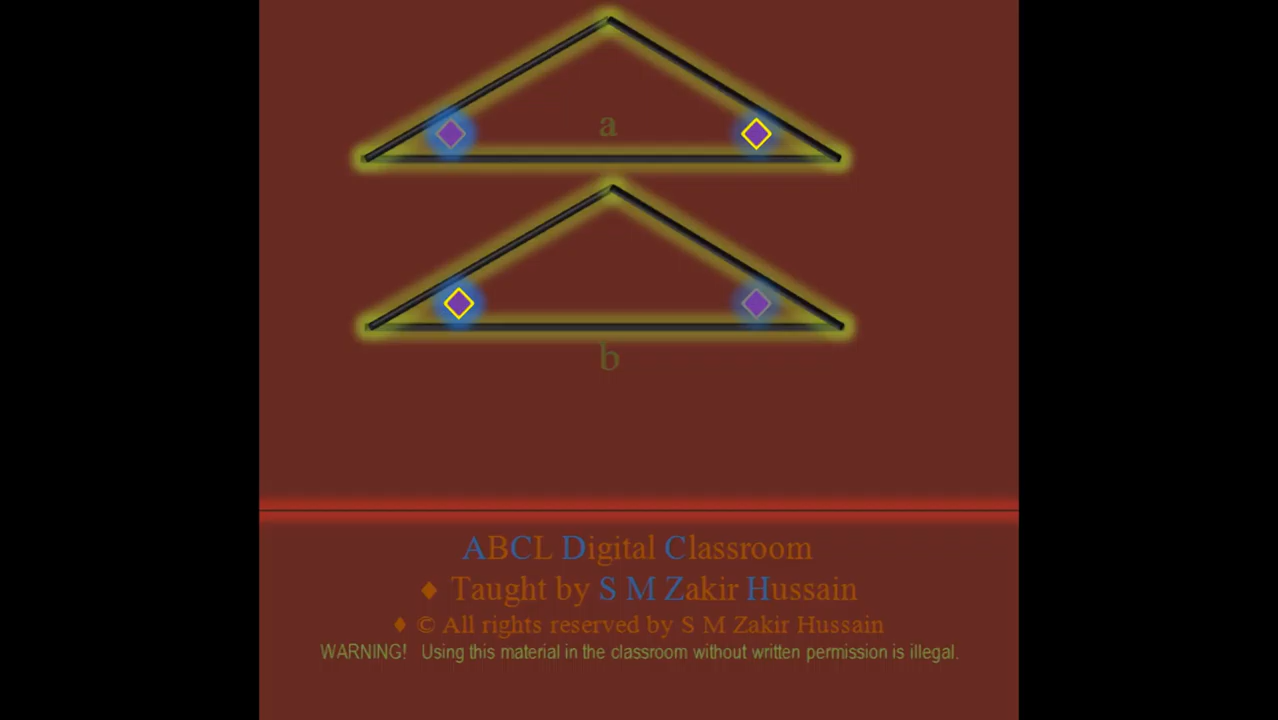 a
b
ABCL Digital Classroom
♦ Taught by S M Zakir Hussain
♦ © All rights reserved by S M Zakir Hussain
WARNING! Using this material in the classroom without written permission is illegal.